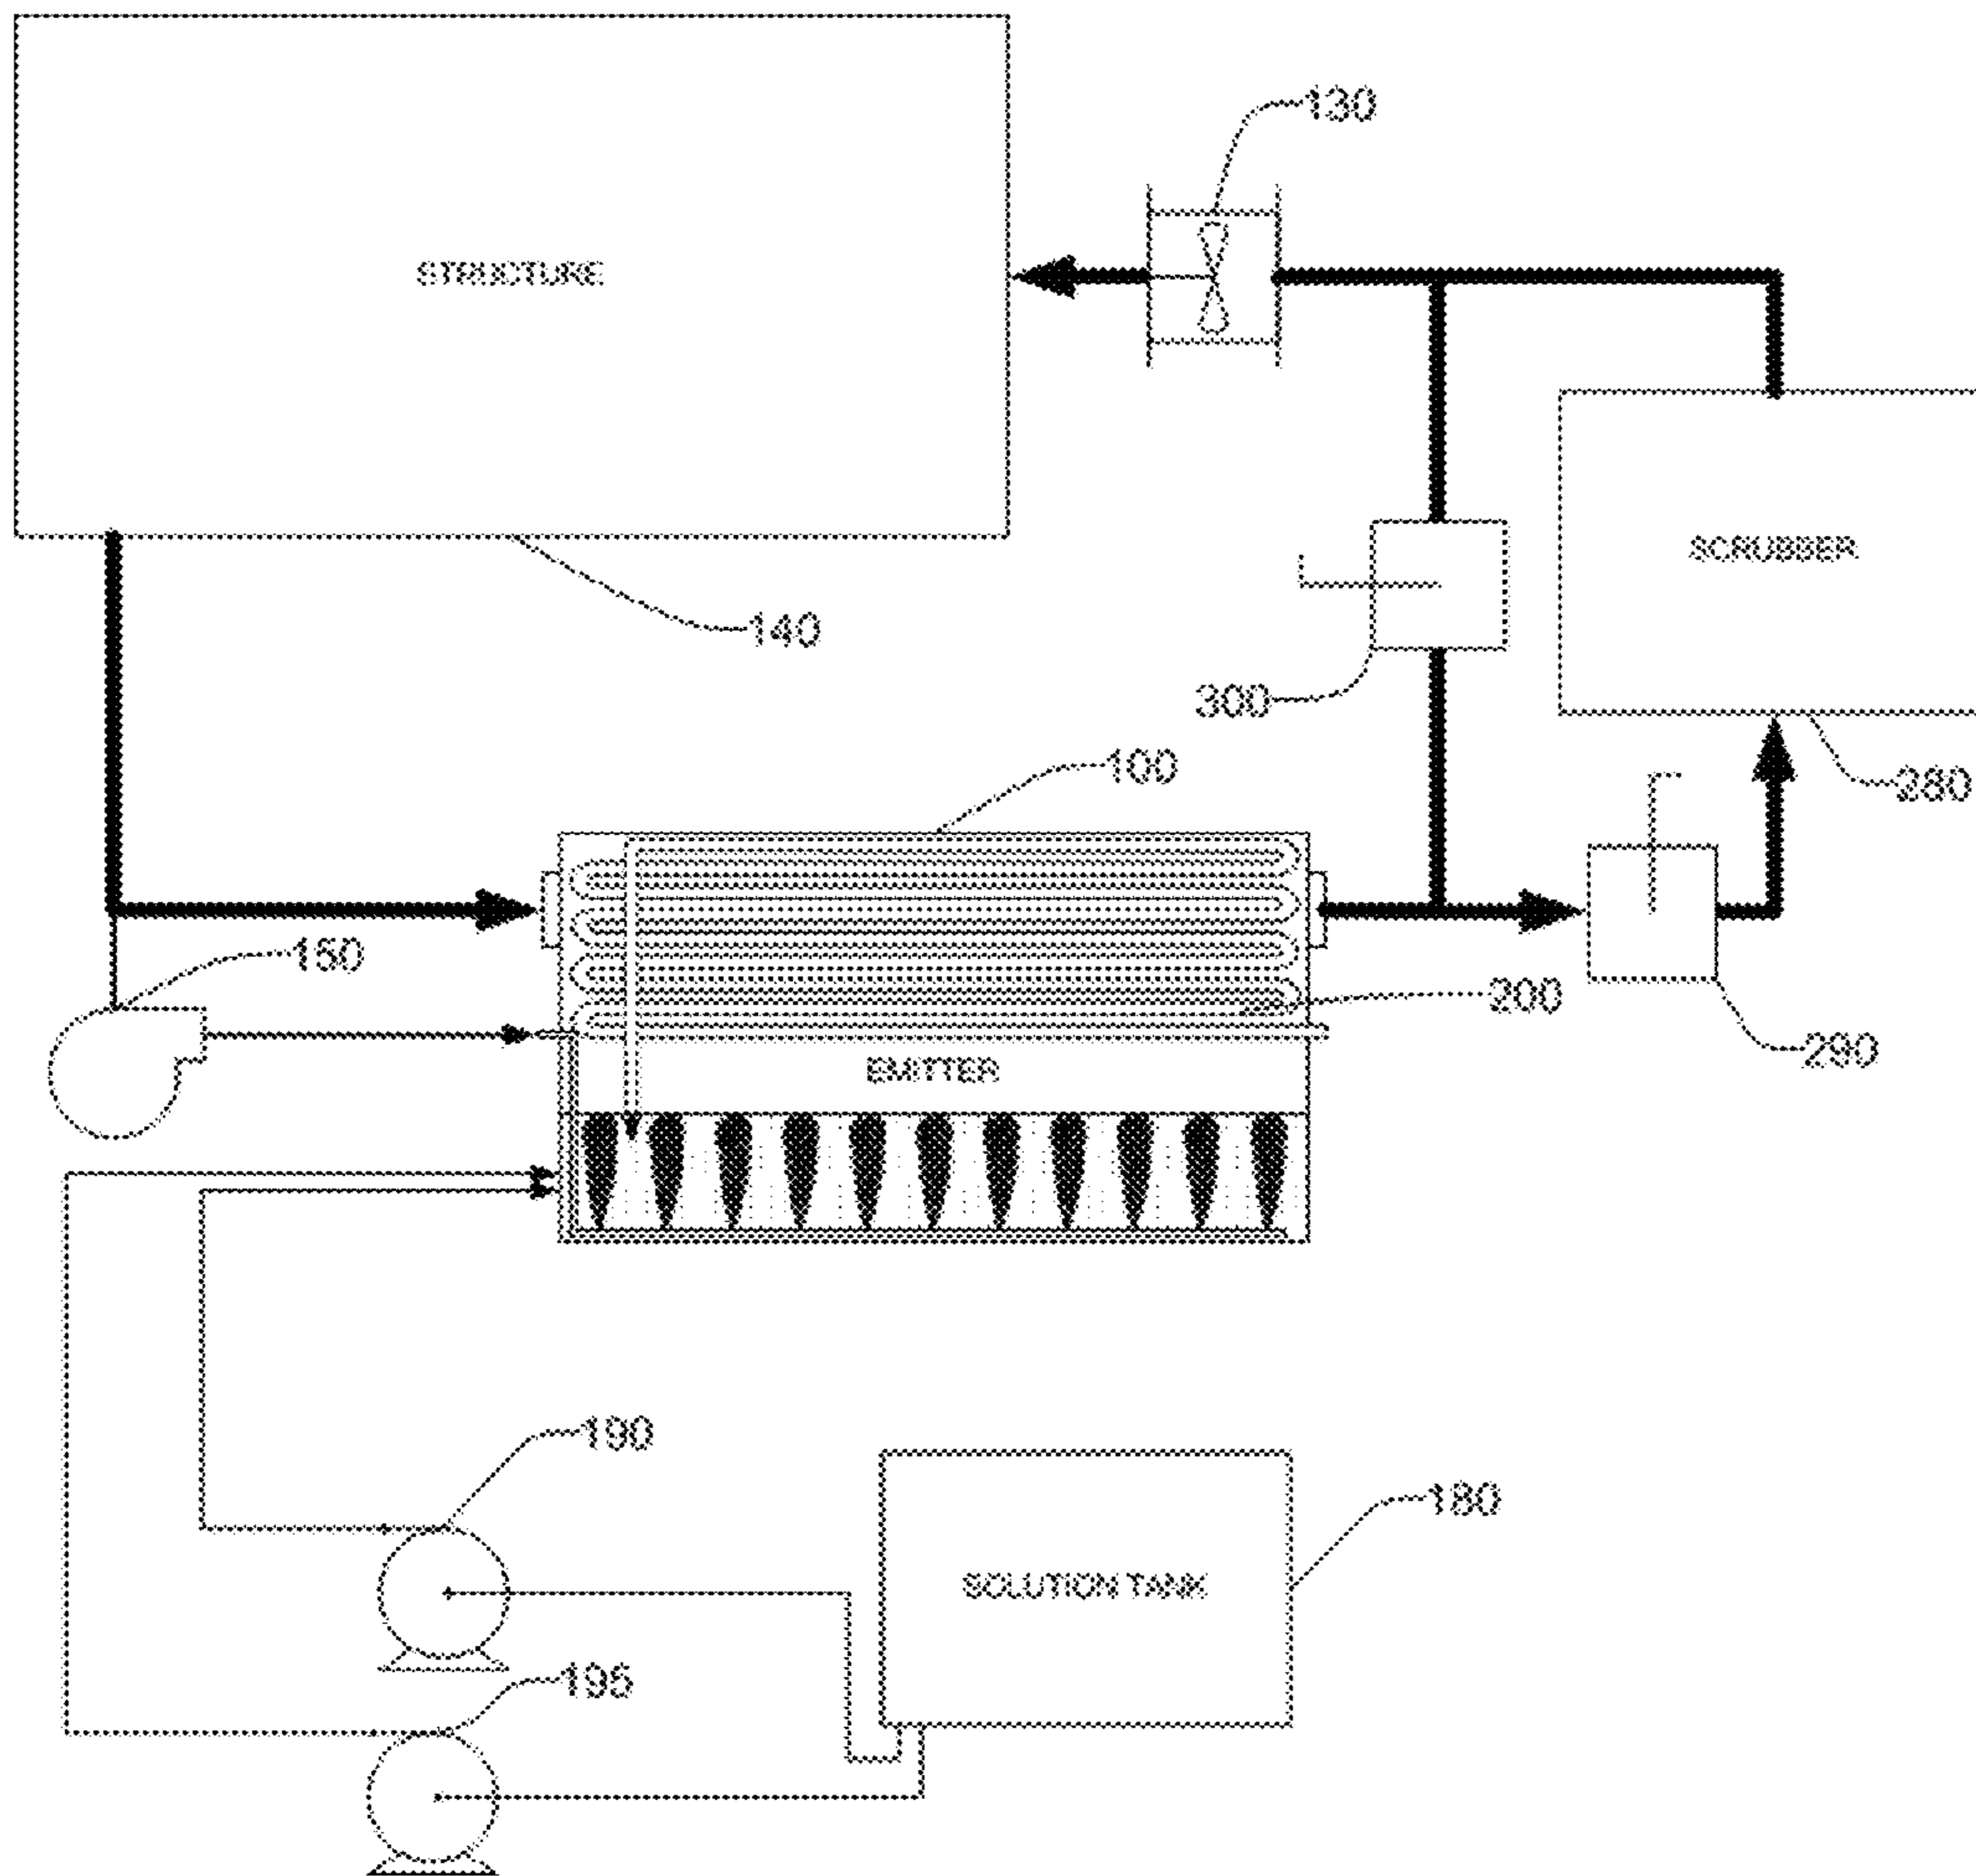 130
STRUCTURE
SCRUBBER
140
300
100
280
150
200
290
EMITTER
190
180
SOLUTION TANK
195